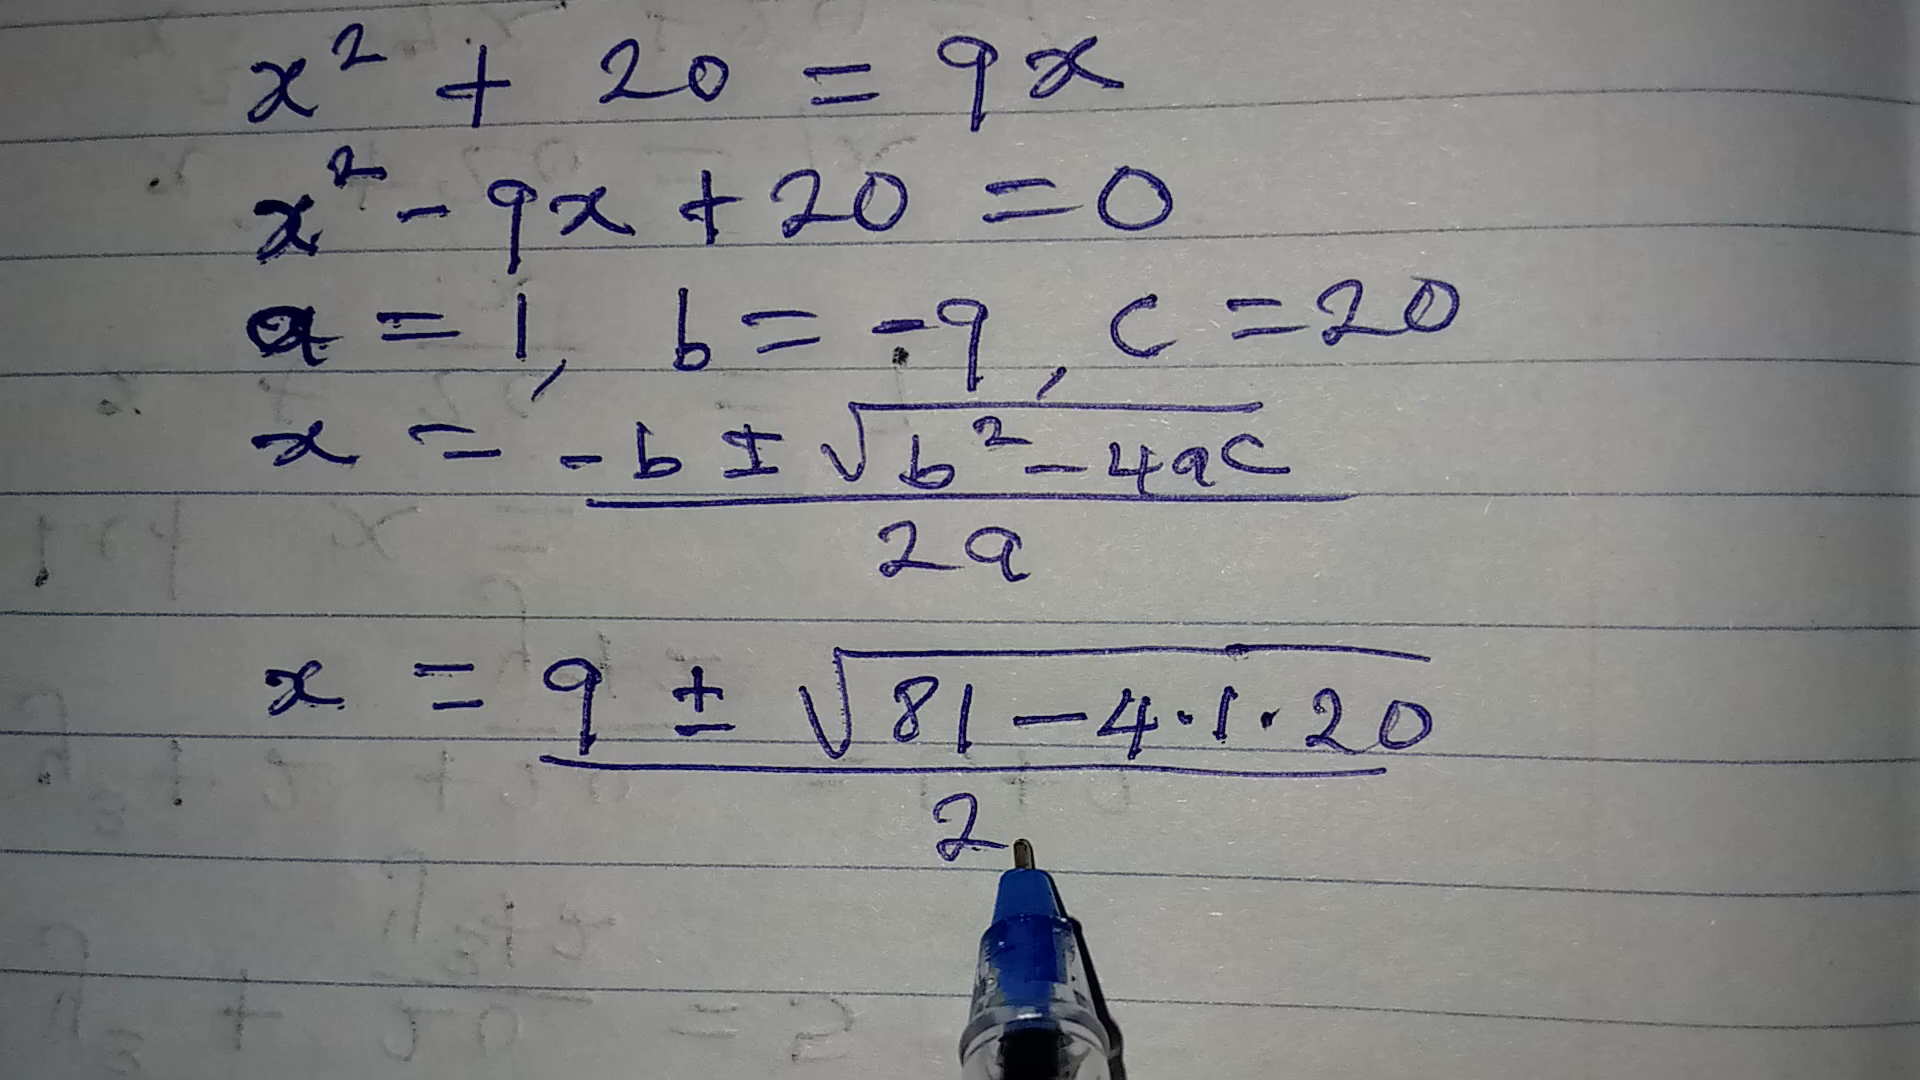 x² + 20 = 9x
x² - 9x + 20 = 0
a = 1, b = -9, c = 20
x = -b ± √b² - 4ac
2a
x = 9 ± √81 - 4·1·20
2